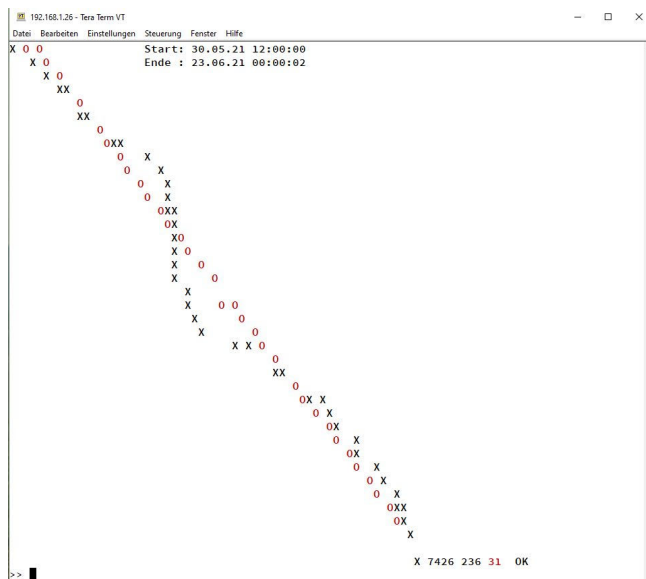 192.168.1.26 - Tera Term VT
Datei Bearbeiten Einstellungen Steuerung Fenster Hilfe
X O O Start: 30.05.21 12:00:00
X O Ende : 23.06.21 00:00:02
X O
XX
O
XX
O
OXX
O X
O X
O X
O X
OXX
OX
XO
X O
X O
X O
X
X O O
X O
X O
X X O
O
XX
O
OX X
O X
OX
O X
OX
O X
O X
O X
OXX
OX
X
X 7426 236 31 OK
>>